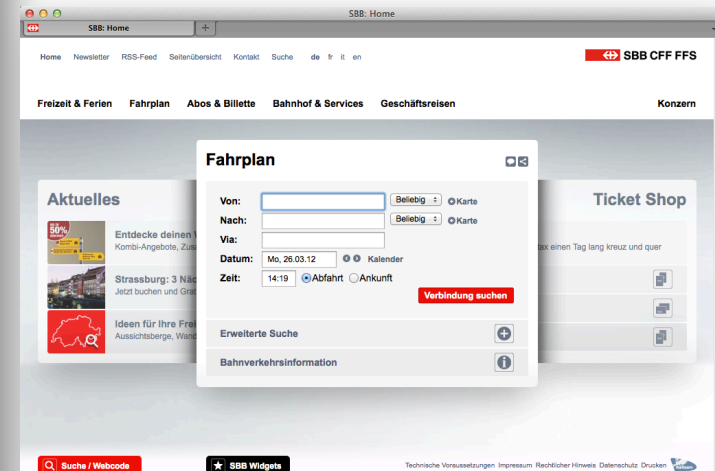 SBB: Home
SBB: Home
Home Newsletter RSS-Feed Seitenübersicht Kontakt Suche de fr it en
SBB CFF FFS
Freizeit & Ferien Fahrplan Abos & Billette Bahnhof & Services Geschäftsreisen Konzern
Fahrplan
Aktuelles
Ticket Shop
50%
Entdecke deinen
Kombi-Angebote, Zus
Strassburg: 3 Näc
Jetzt buchen und Grat
Ideen für Ihre Frei
Aussichtsberge, Wand
Von: Beliebig Karte
Nach: Beliebig Karte
Via:
Datum: Mo, 26.03.12 Kalender
Zeit: 14:19 Abfahrt Ankunft
Verbindung suchen
Erweiterte Suche
Bahnverkehrsinformation
tax einen Tag lang kreuz und quer
Suche / Webcode
SBB Widgets
Technische Vorsussetzungen Impressum Rechtlicher Hinweis Datenschutz Drucken